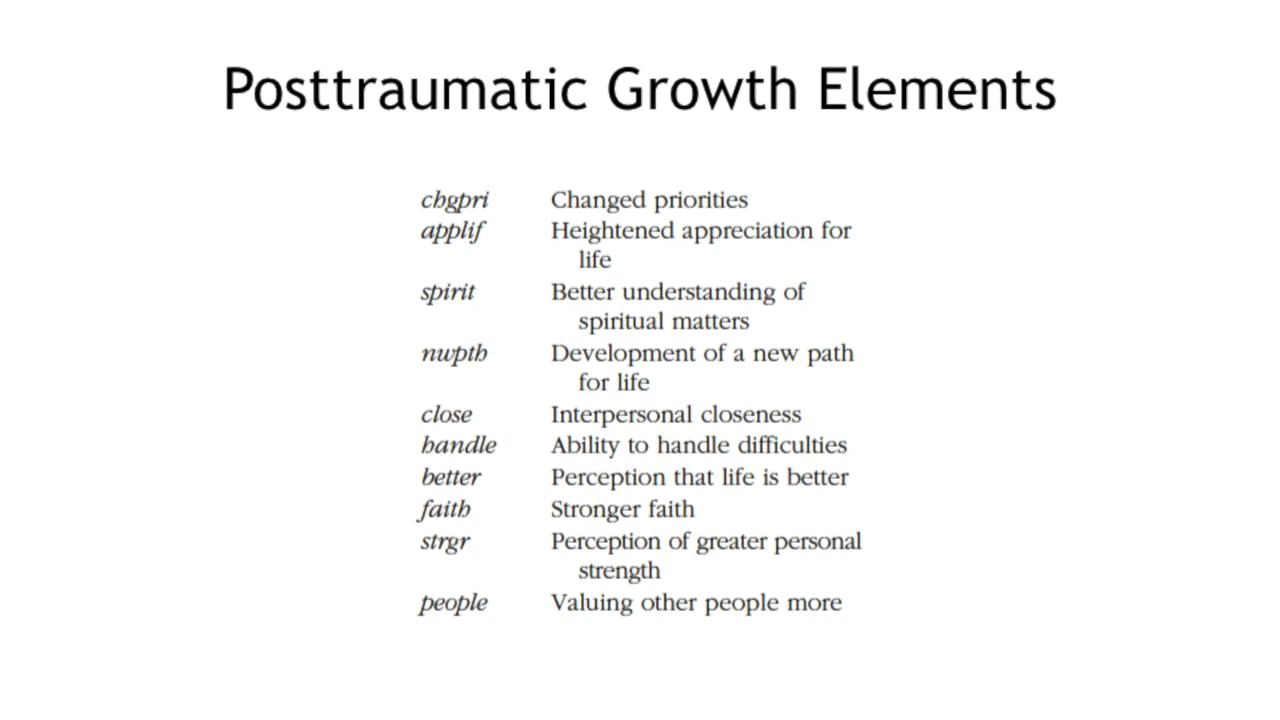 Posttraumatic Growth Elements
chgpri Changed priorities
applif Heightened appreciation for
life
spirit Better understanding of
spiritual matters
nwpth Development of a new path
for life
close Interpersonal closeness
handle Ability to handle difficulties
better Perception that life is better
faith Stronger faith
strgr Perception of greater personal
strength
people Valuing other people more